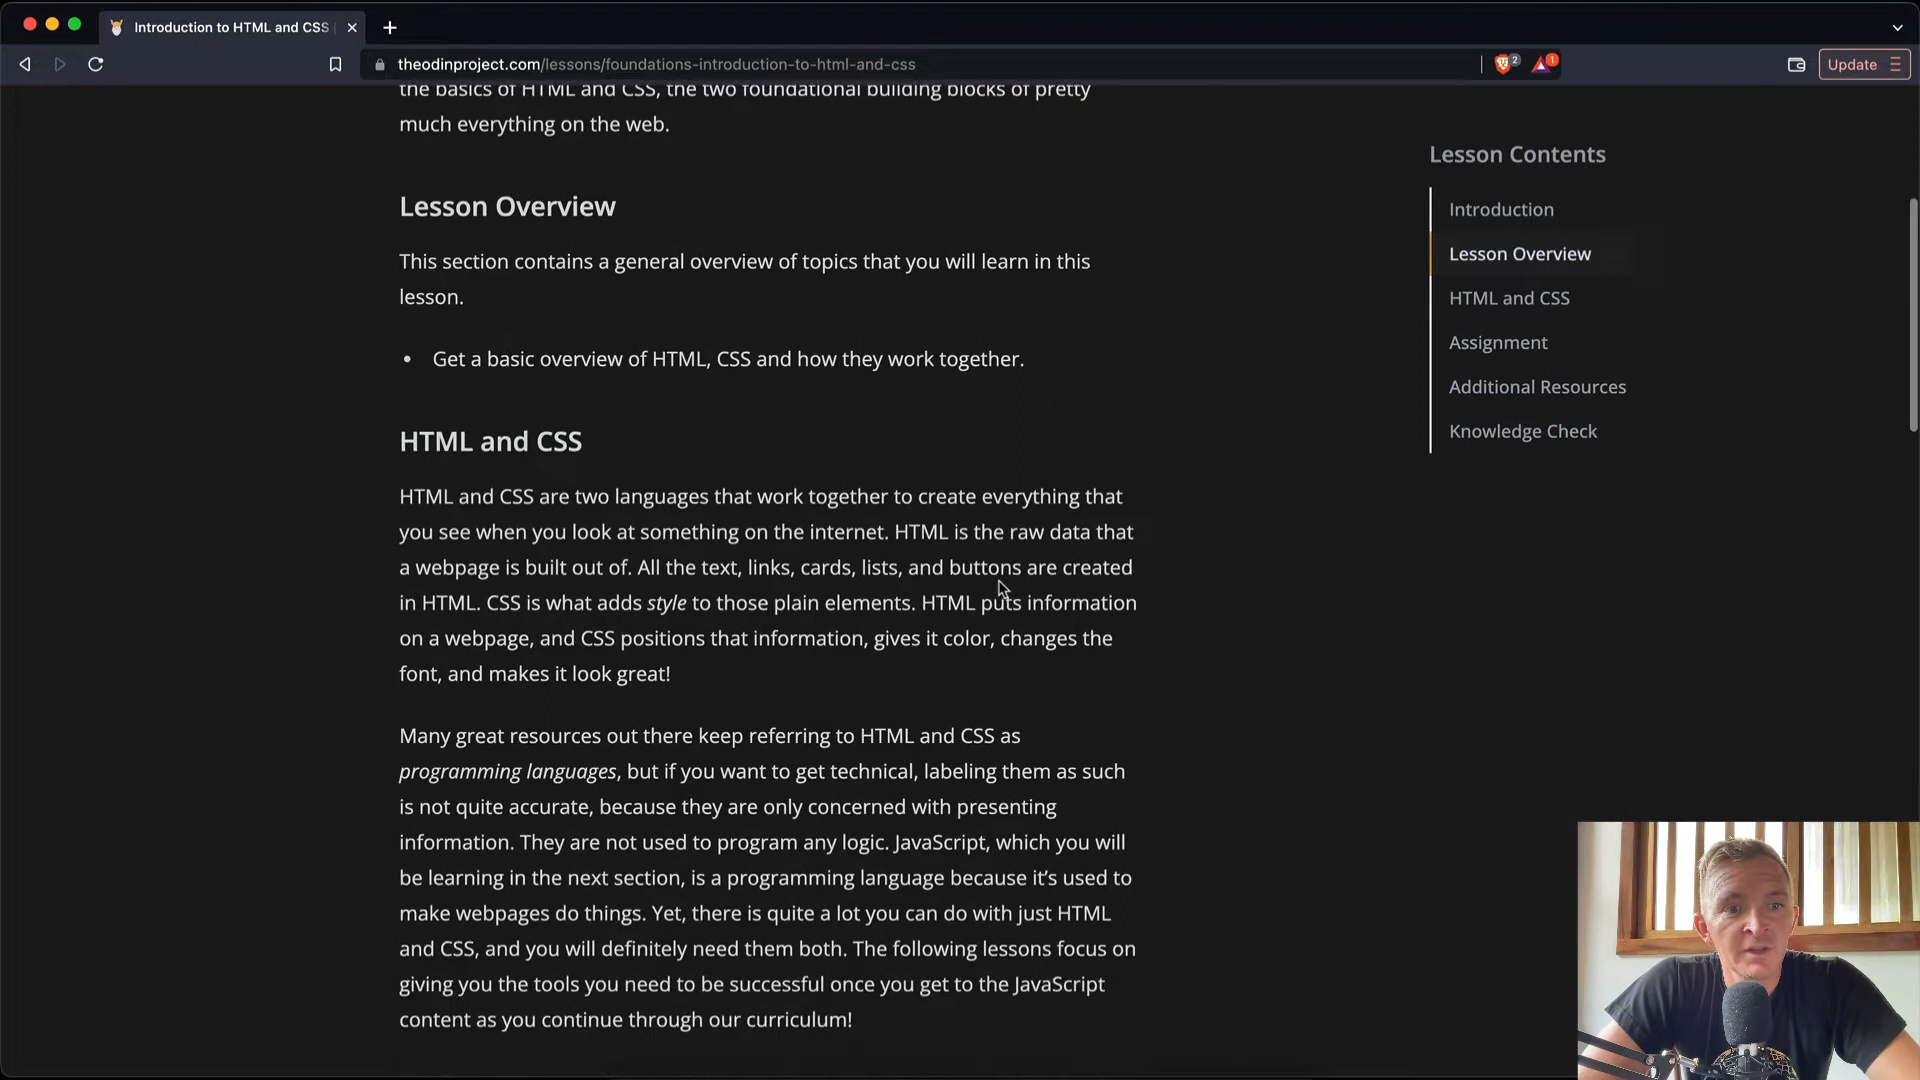 Introduction to HTML and CSS
theodinproject.com/lessons/foundations-introduction-to-html-and-css
2
1
Update
the basics of HTML and CSS, the two foundational building blocks of pretty
much everything on the web.
Lesson Overview
This section contains a general overview of topics that you will learn in this
lesson.
• Get a basic overview of HTML, CSS and how they work together.
HTML and CSS
HTML and CSS are two languages that work together to create everything that
you see when you look at something on the internet. HTML is the raw data that
a webpage is built out of. All the text, links, cards, lists, and buttons are created
in HTML. CSS is what adds style to those plain elements. HTML puts information
on a webpage, and CSS positions that information, gives it color, changes the
font, and makes it look great!
Many great resources out there keep referring to HTML and CSS as
programming languages, but if you want to get technical, labeling them as such
is not quite accurate, because they are only concerned with presenting
information. They are not used to program any logic. JavaScript, which you will
be learning in the next section, is a programming language because it’s used to
make webpages do things. Yet, there is quite a lot you can do with just HTML
and CSS, and you will definitely need them both. The following lessons focus on
giving you the tools you need to be successful once you get to the JavaScript
content as you continue through our curriculum!
Lesson Contents
Introduction
Lesson Overview
HTML and CSS
Assignment
Additional Resources
Knowledge Check